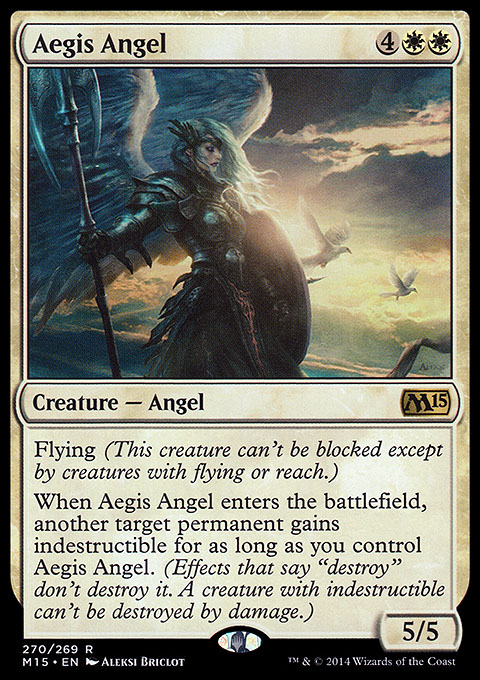 Aegis Angel 4
Creature — Angel
M15
Flying (This creature can't be blocked except
by creatures with flying or reach.)
When Aegis Angel enters the battlefield,
another target permanent gains
indestructible for as long as you control
Aegis Angel. (Effects that say "destroy"
don't destroy it. A creature with indestructible
can't be destroyed by damage.)
5/5
270/269 R
M15 • EN Aleksi Briclot
™ & © 2014 Wizards of the Coast